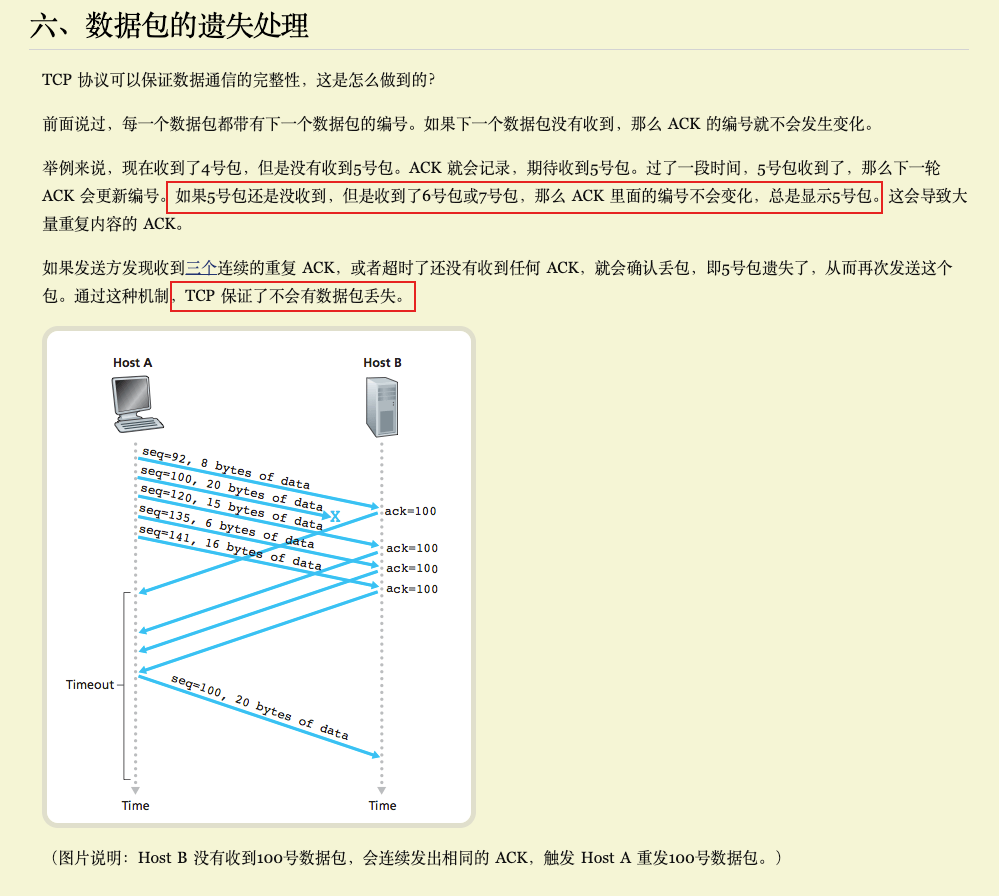 六、数据包的遗失处理
TCP 协议可以保证数据通信的完整性，这是怎么做到的？
前面说过，每一个数据包都带有下一个数据包的编号。如果下一个数据包没有收到，那么 ACK 的编号就不会发生变化。
举例来说，现在收到了4号包，但是没有收到5号包。ACK 就会记录，期待收到5号包。过了一段时间，5号包收到了，那么下一轮
ACK 会更新编号。如果5号包还是没收到，但是收到了6号包或7号包，那么 ACK 里面的编号不会变化，总是显示5号包。这会导致大
量重复内容的 ACK。
如果发送方发现收到三个连续的重复 ACK，或者超时了还没有收到任何 ACK，就会确认丢包，即5号包遗失了，从而再次发送这个
包。通过这种机制，TCP 保证了不会有数据包丢失。
Host A
Host B
seq=92, 8 bytes of data
seq=100, 20 bytes of data
X
seq=120, 15 bytes of data
seq=135, 6 bytes of data
seq=141, 16 bytes of data
ack=100
ack=100
ack=100
ack=100
Timeout
seq=100, 20 bytes of data
Time
Time
（图片说明：Host B 没有收到100号数据包，会连续发出相同的 ACK，触发 Host A 重发100号数据包。）